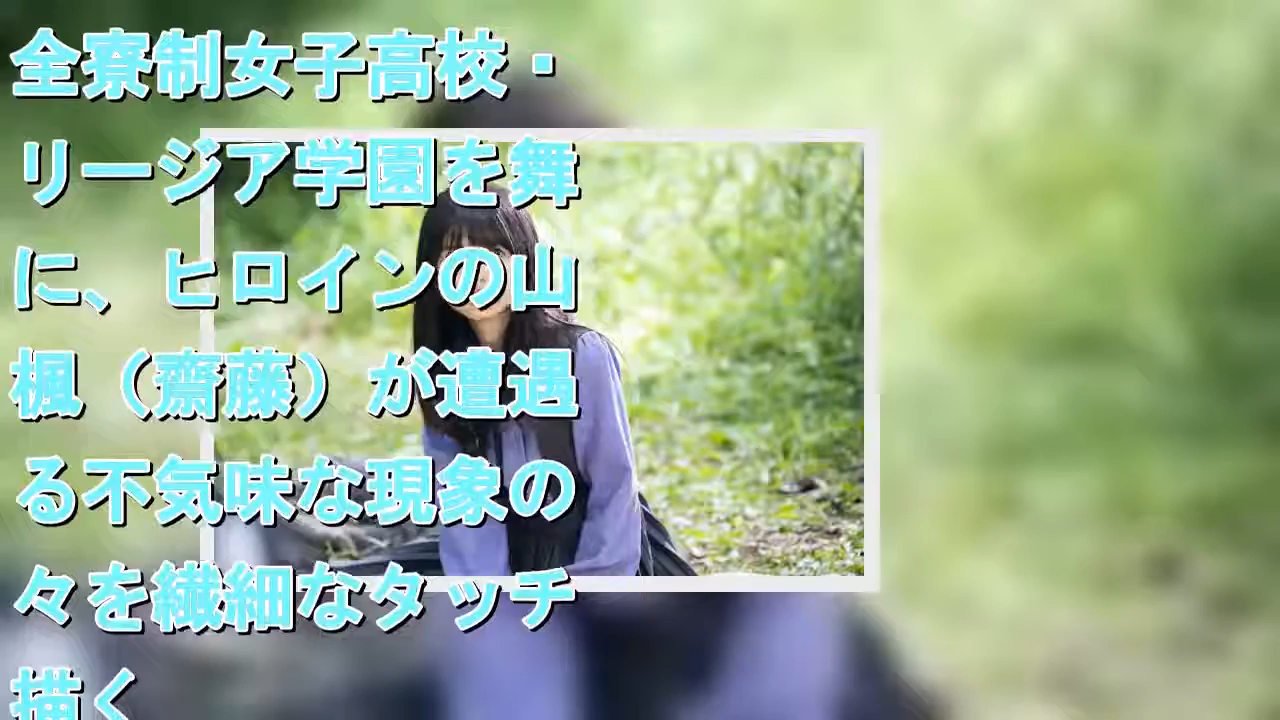 全寮制女子高校・
リージア学園を舞
に、ヒロインの山
楓（齋藤）が遭遇
る不気味な現象の
々を繊細なタッチ
描く